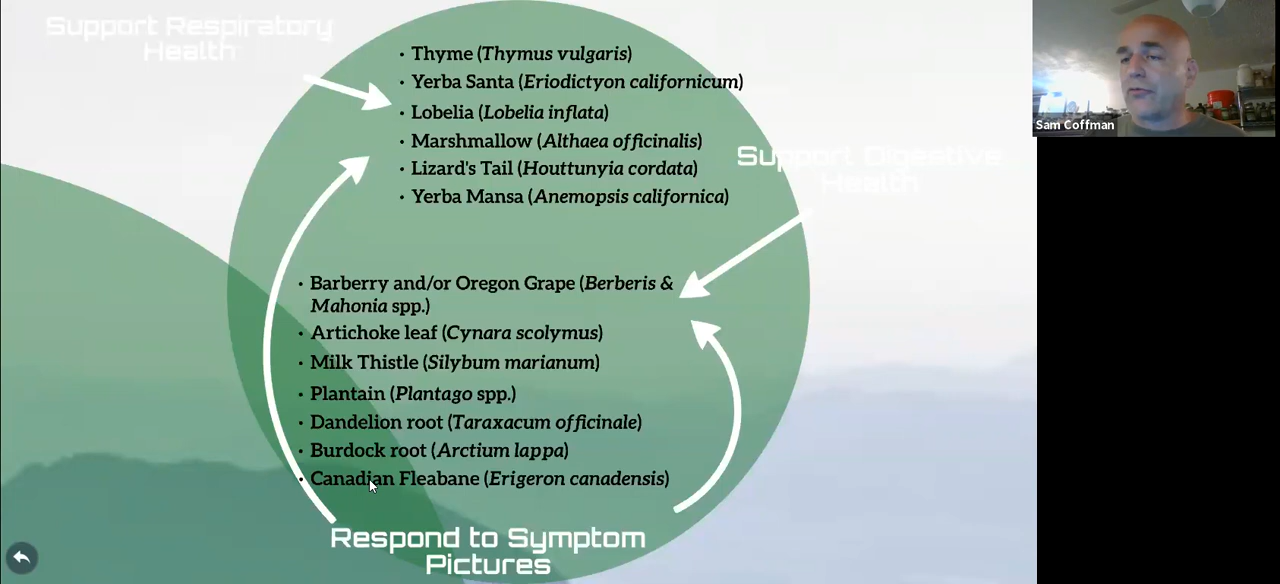 Support Respiratory
Health
• Thyme (Thymus vulgaris)
• Yerba Santa (Eriodictyon californicum)
• Lobelia (Lobelia inflata)
• Marshmallow (Althaea officinalis)
• Lizard's Tail (Houttunyia cordata)
• Yerba Mansa (Anemopsis californica)
Sam Coffman
Support Digestive
Health
• Barberry and/or Oregon Grape (Berberis &
Mahonia spp.)
• Artichoke leaf (Cynara scolymus)
• Milk Thistle (Silybum marianum)
• Plantain (Plantago spp.)
• Dandelion root (Taraxacum officinale)
• Burdock root (Arctium lappa)
• Canadian Fleabane (Erigeron canadensis)
Respond to Symptom
Pictures